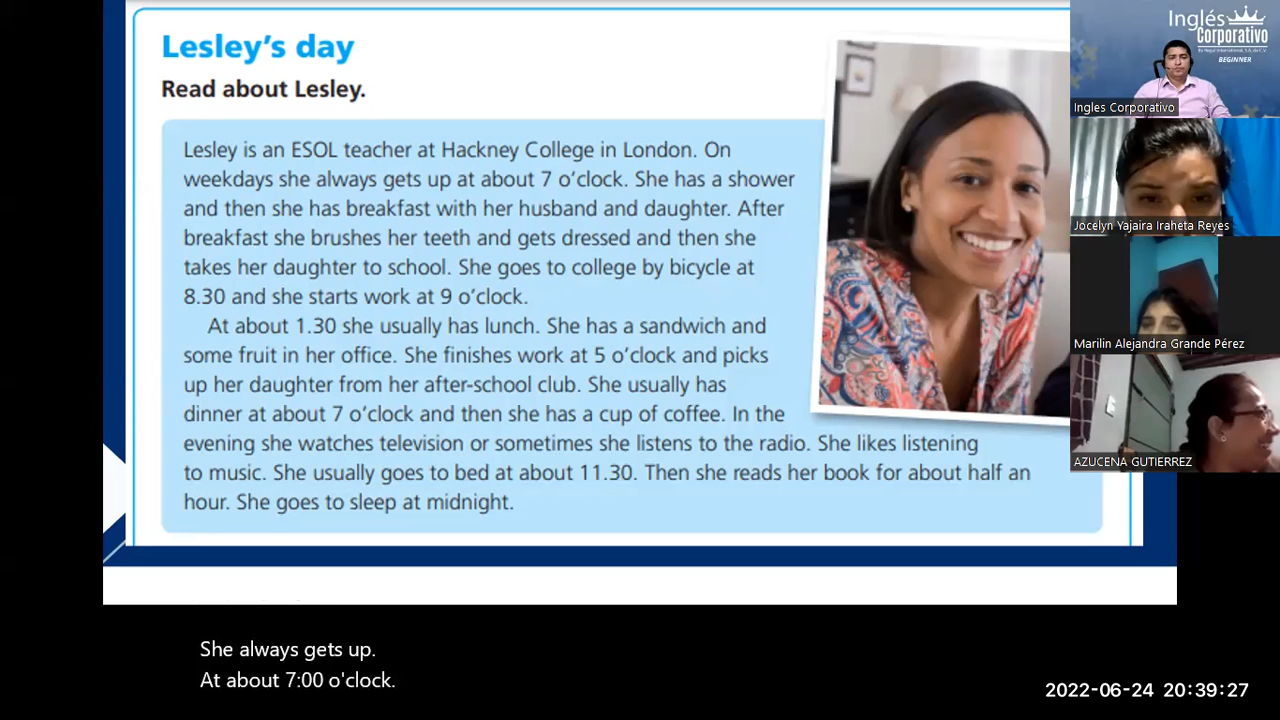 Lesley's day
Read about Lesley.
Lesley is an ESOL teacher at Hackney College in London. On
weekdays she always gets up at about 7 o'clock. She has a shower
and then she has breakfast with her husband and daughter. After
breakfast she brushes her teeth and gets dressed and then she
takes her daughter to school. She goes to college by bicycle at
8.30 and she starts work at 9 o'clock.
At about 1.30 she usually has lunch. She has a sandwich and
some fruit in her office. She finishes work at 5 o'clock and picks
up her daughter from her after-school club. She usually has
dinner at about 7 o'clock and then she has a cup of coffee. In the
evening she watches television or sometimes she listens to the radio. She likes listening
to music. She usually goes to bed at about 11.30. Then she reads her book for about half an
hour. She goes to sleep at midnight.
Inglés
Corporativo
BEGINNER
Ingles Corporativo
Jocelyn Yajaira Iraheta Reyes
Marilin Alejandra Grande Pérez
AZUCENA GUTIERREZ
She always gets up.
At about 7:00 o'clock.
2022-06-24 20:39:27